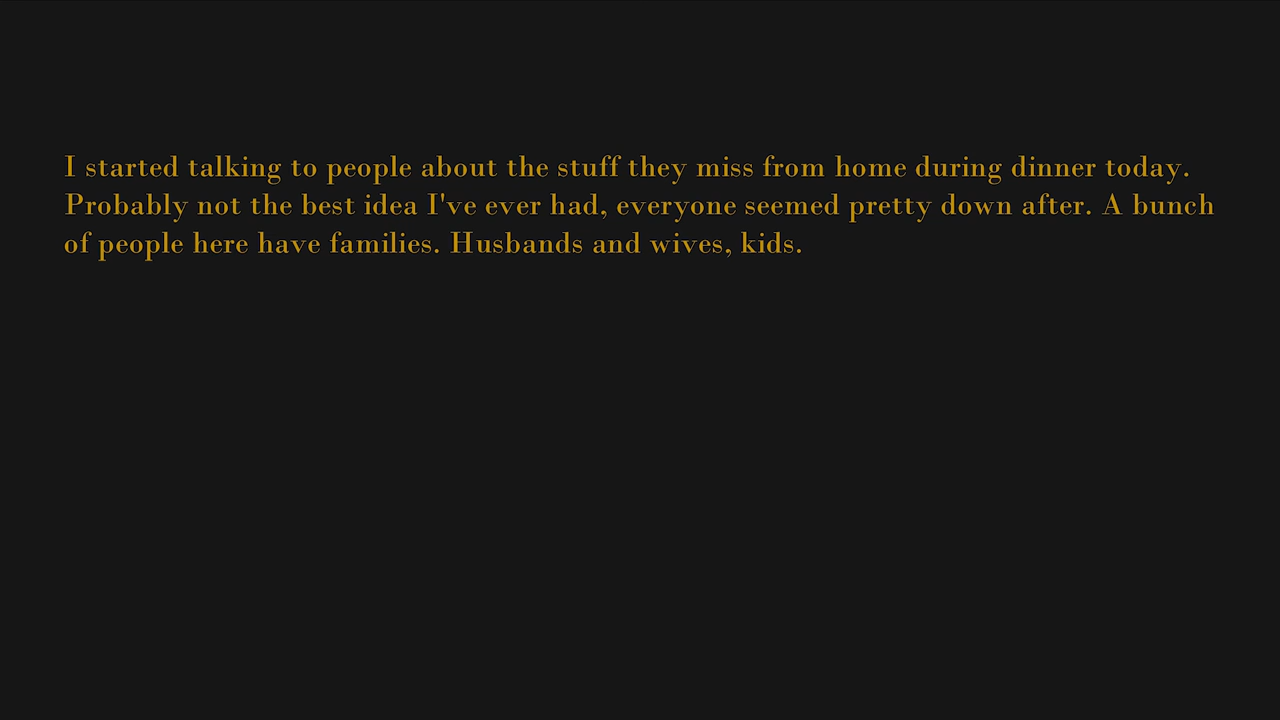 I started talking to people about the stuff they miss from home during dinner today.
Probably not the best idea I've ever had, everyone seemed pretty down after. A bunch
of people here have families. Husbands and wives, kids.